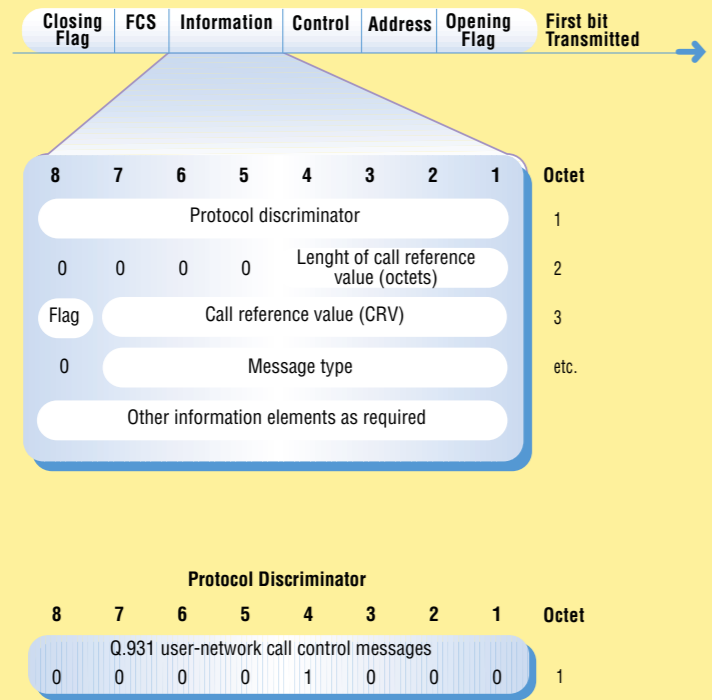 Closing Flag FCS Information Control Address Opening Flag First bit Transmitted
8 7 6 5 4 3 2 1 Octet
Protocol discriminator 1
0 0 0 0 Lenght of call reference value (octets) 2
Flag Call reference value (CRV) 3
0 Message type etc.
Other information elements as required
Protocol Discriminator
8 7 6 5 4 3 2 1 Octet
Q.931 user-network call control messages
0 0 0 0 1 0 0 0 1